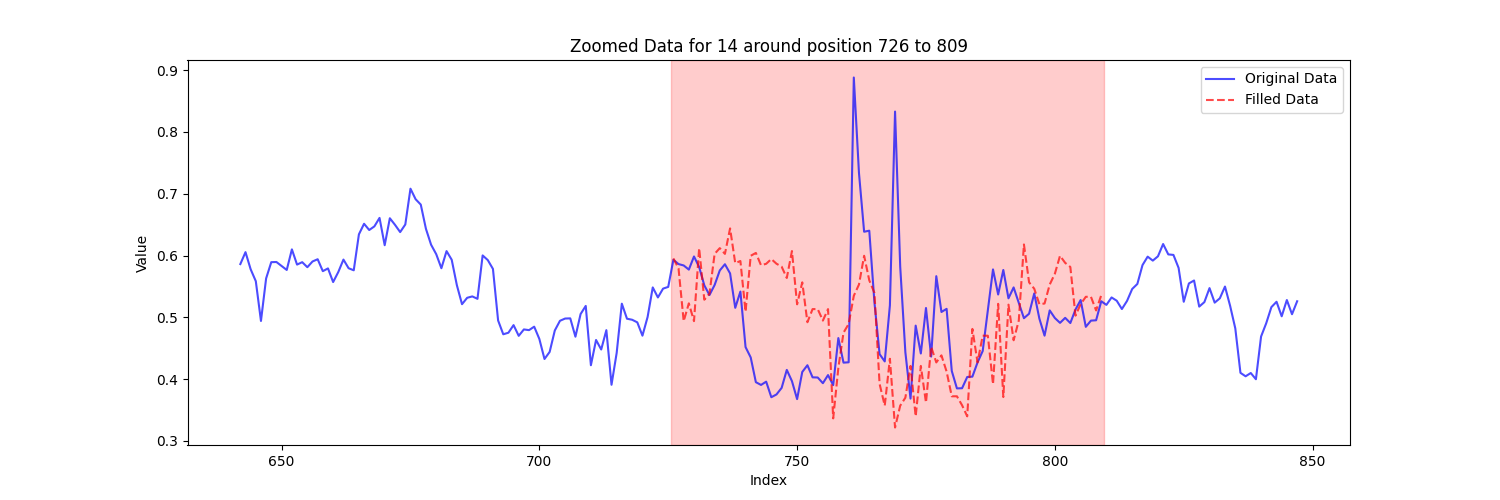 Zoomed Data for 14 around position 726 to 809
Original Data
Filled Data
Value
0.9
0.8
0.7
0.6
0.5
0.4
0.3
650
700
750
800
850
Index